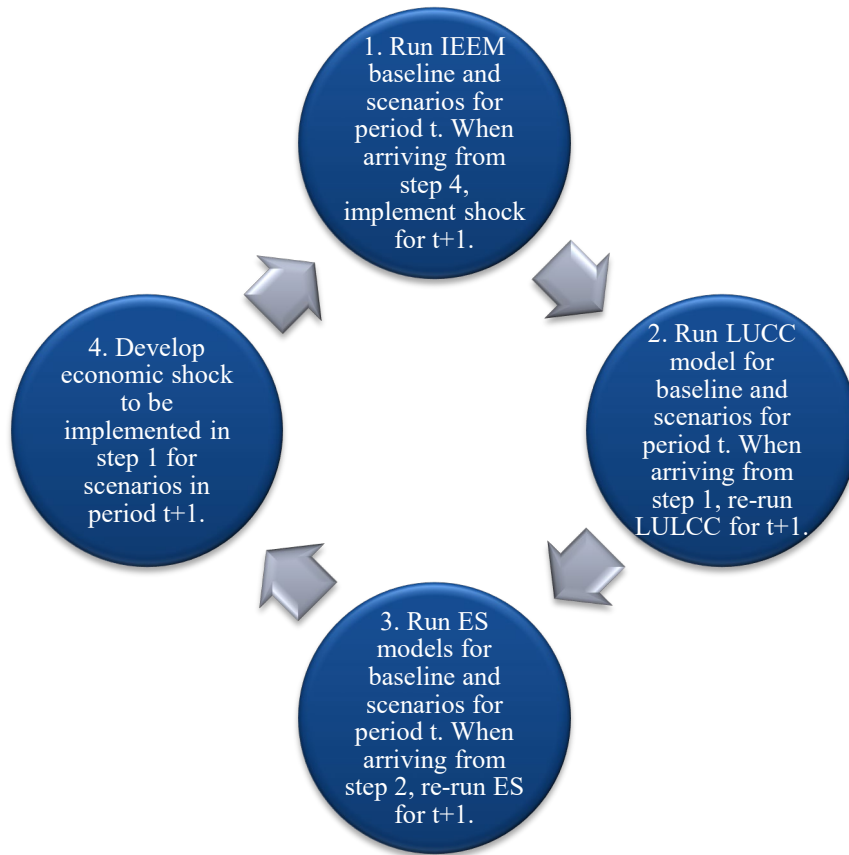 1. Run IEEM
baseline and
scenarios for
period t. When
arriving from
step 4,
implement shock
for t+1.
2. Run LUCC
model for
baseline and
scenarios for
period t. When
arriving from
step 1, re-run
LULCC for t+1.
3. Run ES
models for
baseline and
scenarios for
period t. When
arriving from
step 2, re-run ES
for t+1.
4. Develop
economic shock
to be
implemented in
step 1 for
scenarios in
period t+1.